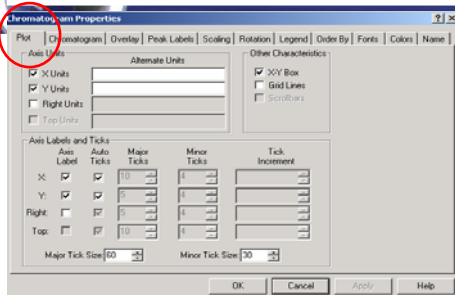 Chromatogram Properties
Plot Chromatogram Overlay Peak Labels Scaling Rotation Legend Order By Fonts Colors Name
Axis Units
Alternate Units
X Units
Y Units
Right Units
Top Units
Other Characteristics
X-Y Box
Grid Lines
Scrollbars
Axis Labels and Ticks
Axis Label Auto Ticks Major Ticks Minor Ticks Tick Increment
X: 10 4
Y: 5 4
Right: 5 4
Top: 10 4
Major Tick Size: 60 Minor Tick Size: 30
OK Cancel Apply Help